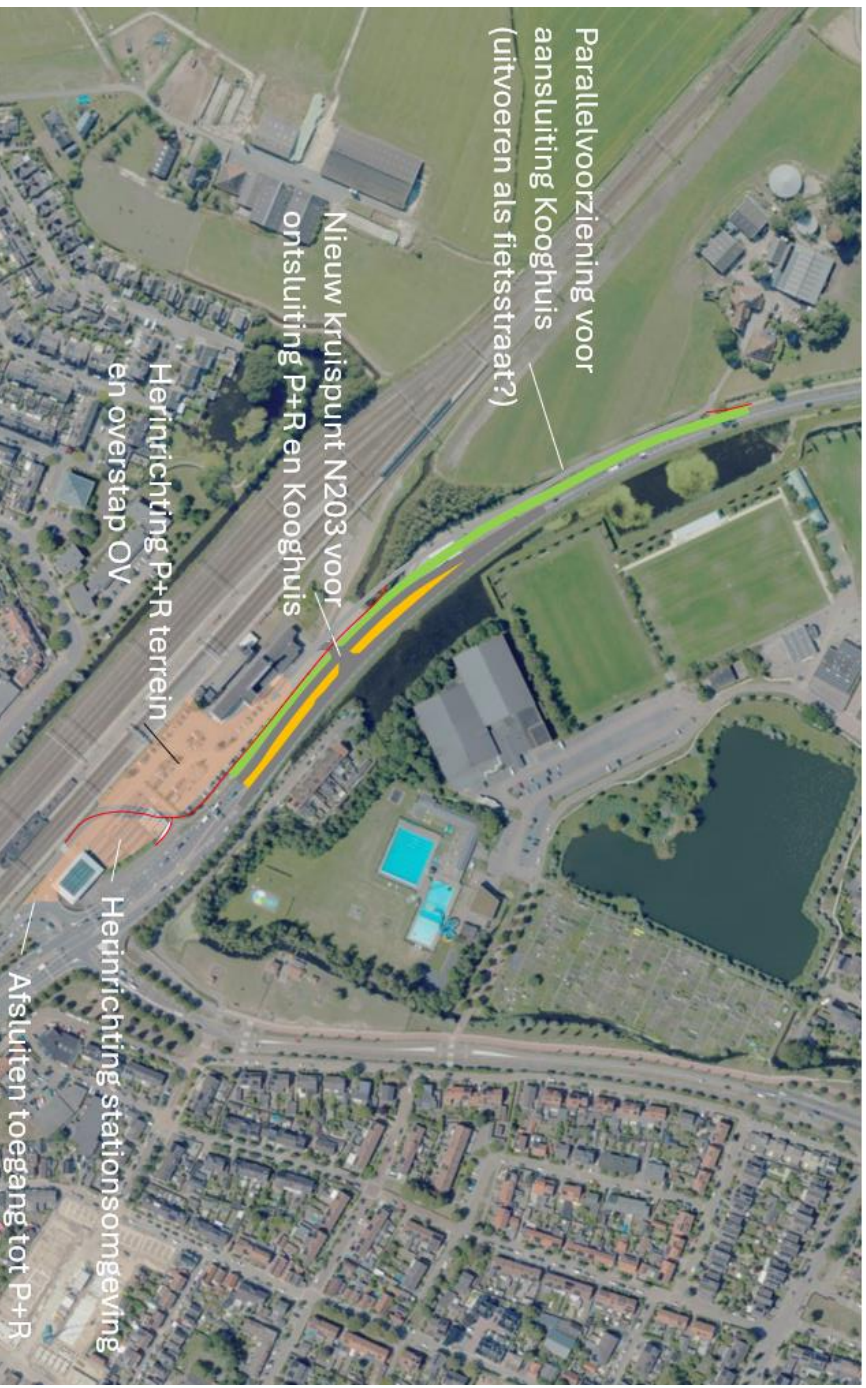 Parallelvoorziening voor
aansluiting Kooghuis
(uitvoeren als fietsstraat?)
Nieuw kruispunt N203 voor
ontsluiting P+R en Kooghuis
Herinrichting P+R terrein
en overstap OV
Herinrichting stationsomgeving
Afsluiten toegang tot P+R